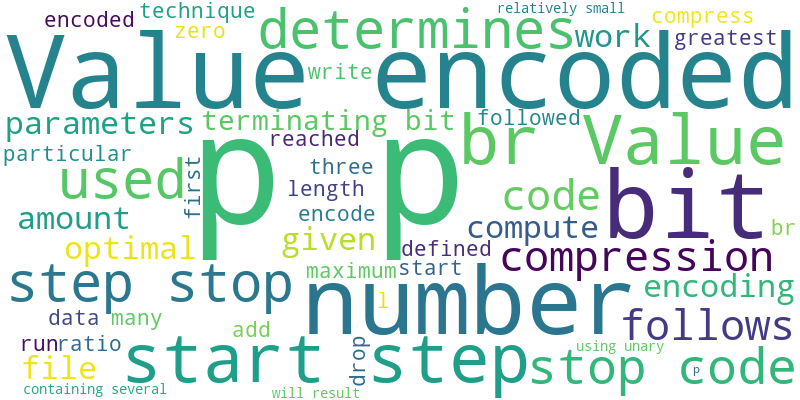 encoded technique relatively small compress
zero determines work greatest
Value encoded write
parameters terminating bit followed
reached br Value
particular p p three
used first length code bit
amount encode compute br
optimal given defined compression
step stop maximum start encoding
data many l number follows
add
run ratio start step drop using unary
file stop code p
containing several will result